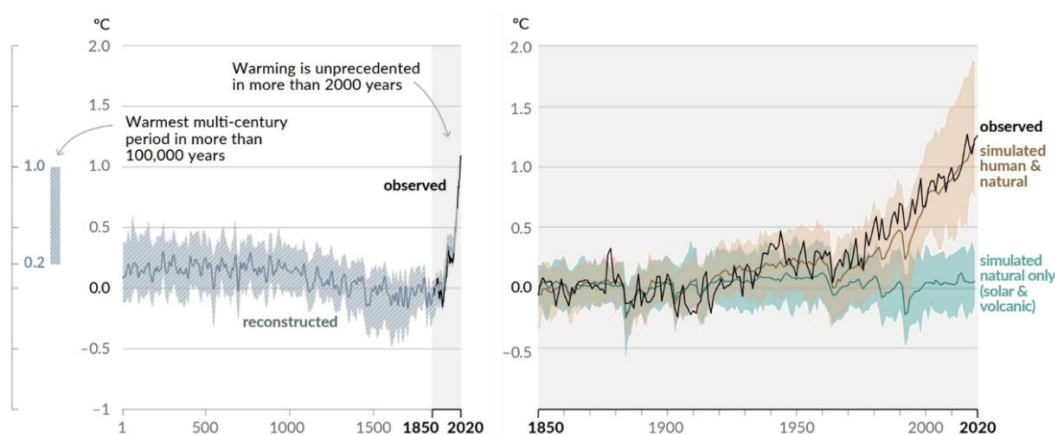 °C
2.0
1.5
1.0
0.5
0.0
−0.5
−1
1.0
0.2
Warming is unprecedented
in more than 2000 years
Warmest multi-century
period in more than
100,000 years
observed
reconstructed
1
500
1000
1500
1850
2020
°C
2.0
1.5
1.0
0.5
0.0
−0.5
observed
simulated
human &
natural
simulated
natural only
(solar &
volcanic)
1850
1900
1950
2000
2020